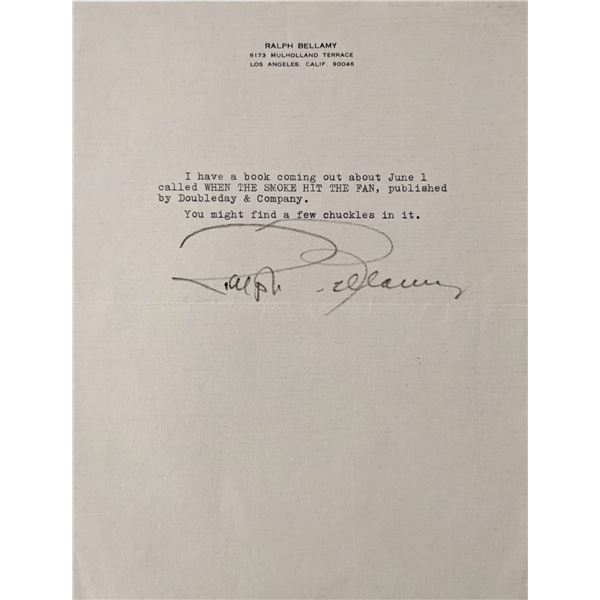 RALPH BELLAMY
8173 MULHOLLAND TERRACE
LOS ANGELES, CALIF. 90046
I have a book coming out about June 1
called WHEN THE SMOKE HIT THE FAN, published
by Doubleday & Company.
You might find a few chuckles in it.
Ralph Bellamy